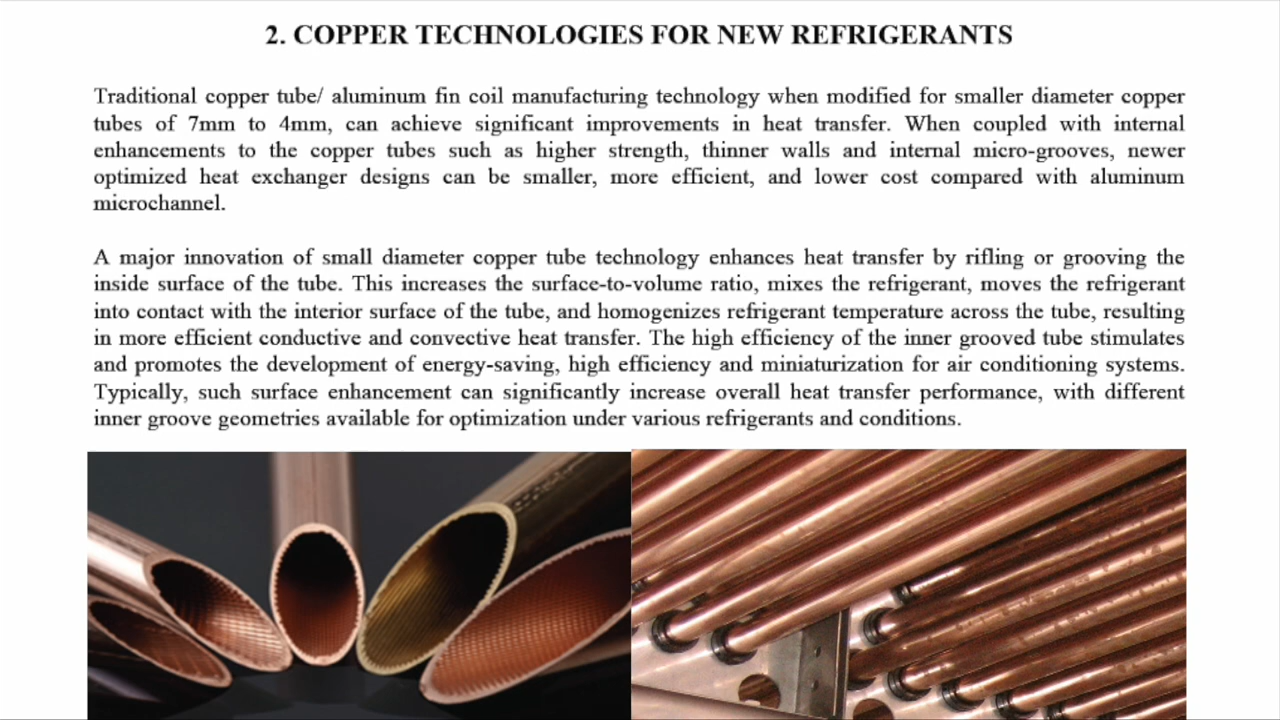 2. COPPER TECHNOLOGIES FOR NEW REFRIGERANTS
Traditional copper tube/ aluminum fin coil manufacturing technology when modified for smaller diameter copper
tubes of 7mm to 4mm, can achieve significant improvements in heat transfer. When coupled with internal
enhancements to the copper tubes such as higher strength, thinner walls and internal micro-grooves, newer
optimized heat exchanger designs can be smaller, more efficient, and lower cost compared with aluminum
microchannel.
A major innovation of small diameter copper tube technology enhances heat transfer by rifling or grooving the
inside surface of the tube. This increases the surface-to-volume ratio, mixes the refrigerant, moves the refrigerant
into contact with the interior surface of the tube, and homogenizes refrigerant temperature across the tube, resulting
in more efficient conductive and convective heat transfer. The high efficiency of the inner grooved tube stimulates
and promotes the development of energy-saving, high efficiency and miniaturization for air conditioning systems.
Typically, such surface enhancement can significantly increase overall heat transfer performance, with different
inner groove geometries available for optimization under various refrigerants and conditions.